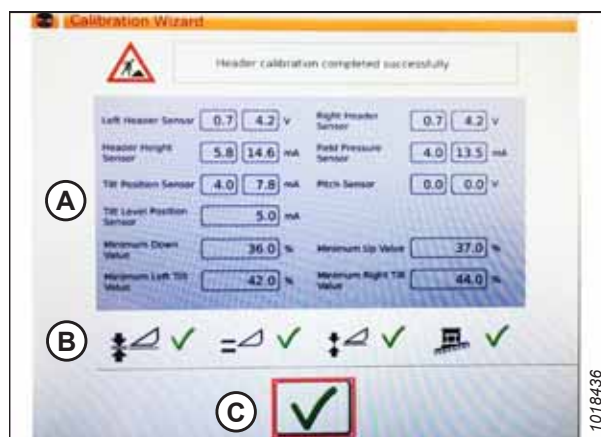 Calibration Wizard
Header calibration completed successfully
Left Header Sensor 0.7 4.2 V Right Header Sensor 0.7 4.2 V
Header Height Sensor 5.8 14.6 mA Field Pressure Sensor 4.0 13.5 mA
Tilt Position Sensor 4.0 7.8 mA Pitch Sensor 0.0 0.0 V
Tilt Level Position Sensor 5.0 mA
Minimum Down Value 36.0 % Minimum Up Value 37.0 %
Minimum Left Tilt Value 42.0 % Minimum Right Tilt Value 44.0 %
A
B
C
1018436